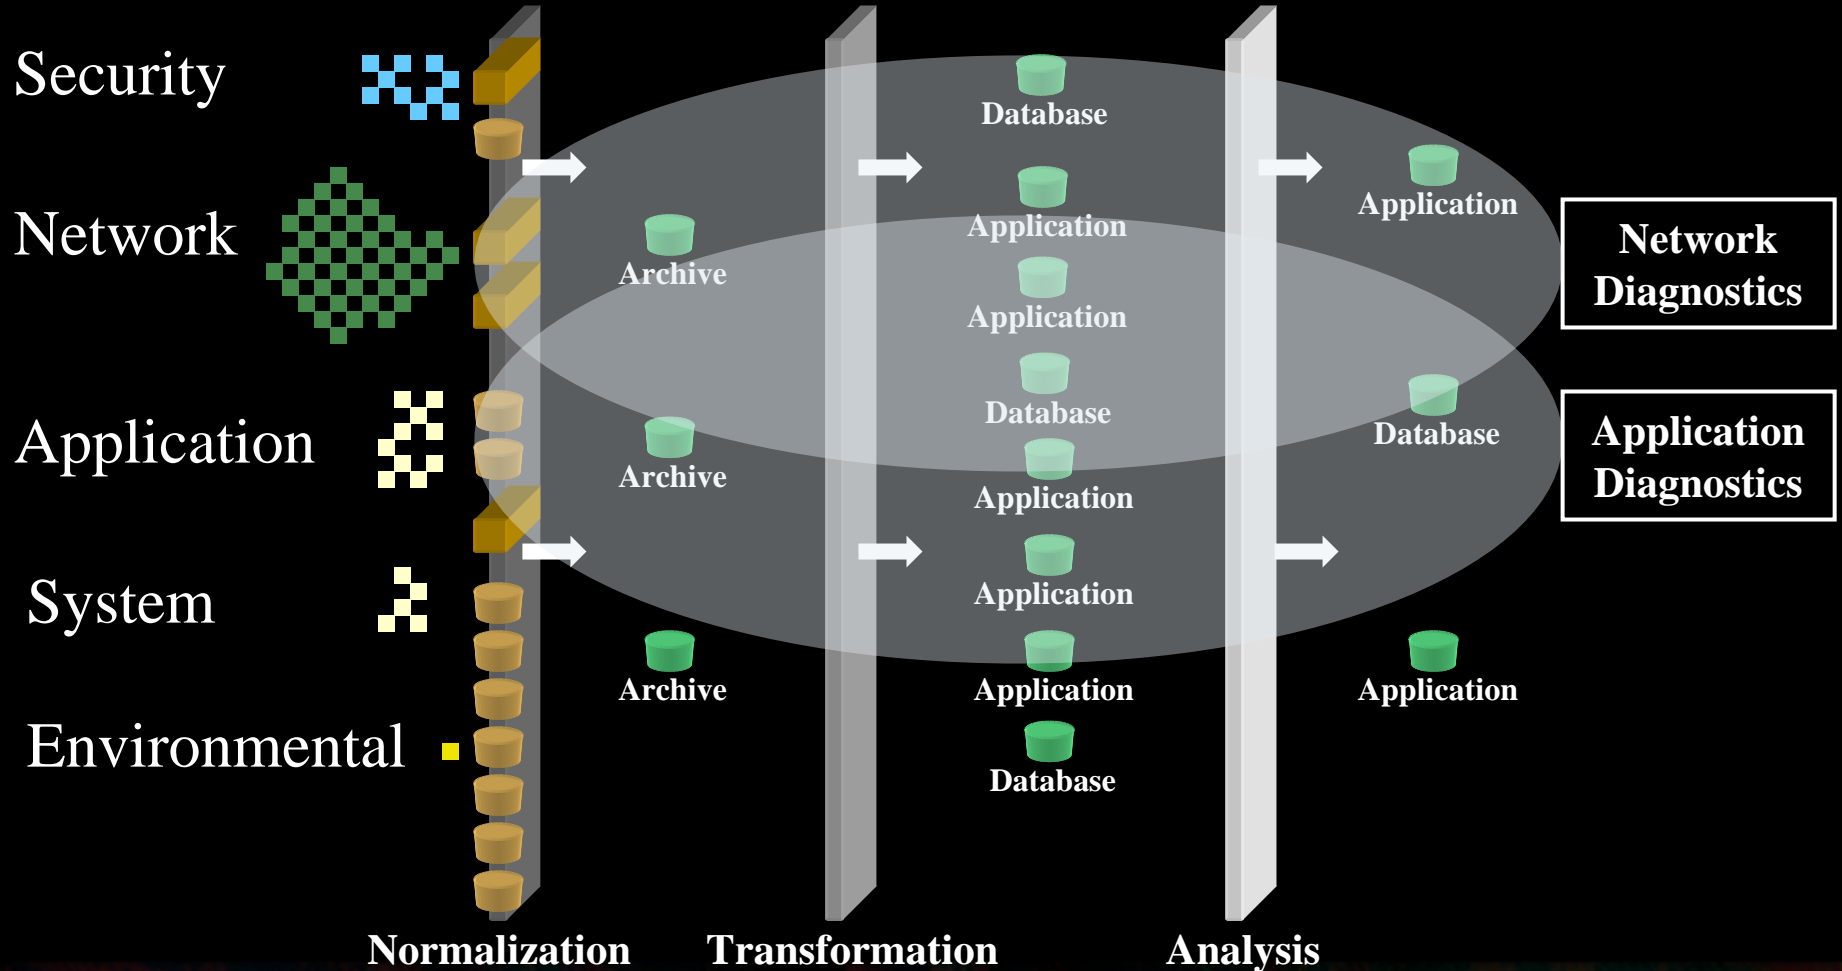 Security
Network
Application
System
Environmental
Archive
Archive
Archive
Database
Application
Application
Database
Application
Application
Application
Database
Application
Database
Application
Network
Diagnostics
Application
Diagnostics
Normalization
Transformation
Analysis